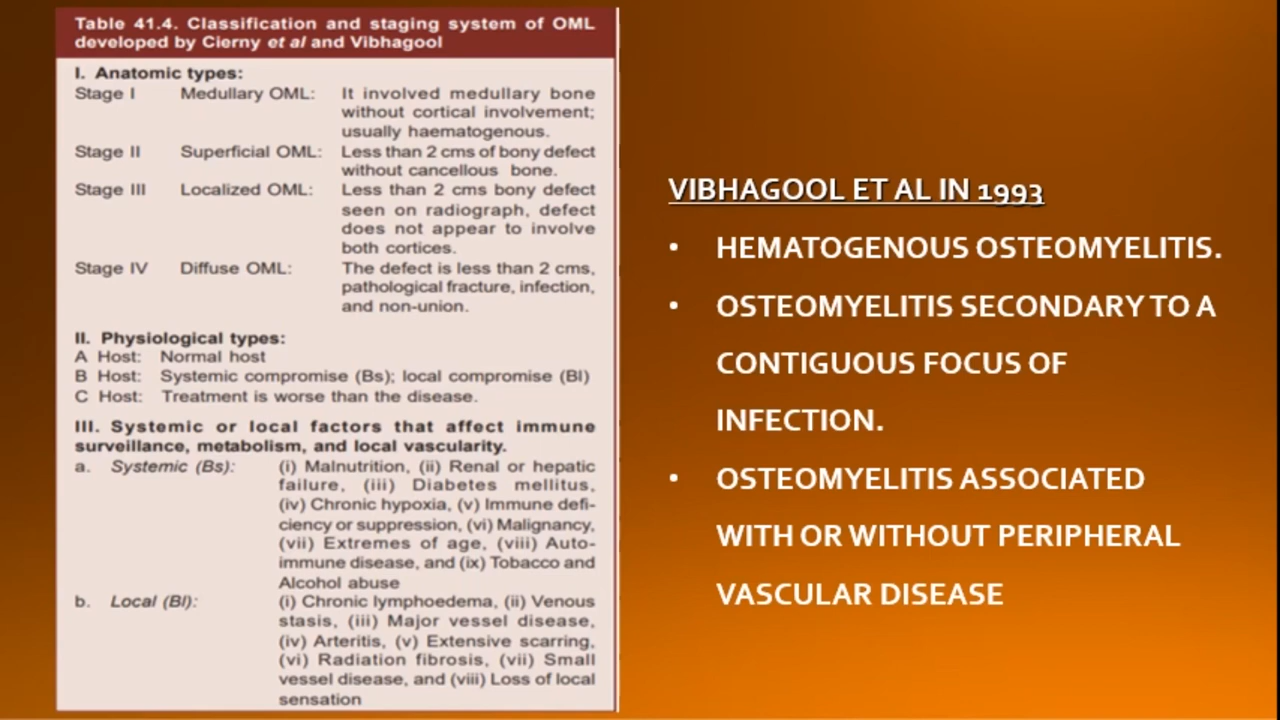 Table 41.4. Classification and staging system of OML
developed by Cierny et al and Vibhagool
I. Anatomic types:
Stage I Medullary OML: It involved medullary bone
without cortical involvement;
usually haematogenous.
Stage II Superficial OML: Less than 2 cms of bony defect
without cancellous bone.
Stage III Localized OML: Less than 2 cms bony defect
seen on radiograph, defect
does not appear to involve
both cortices.
Stage IV Diffuse OML: The defect is less than 2 cms,
pathological fracture, infection,
and non-union.
II. Physiological types:
A Host: Normal host
B Host: Systemic compromise (Bs); local compromise (Bl)
C Host: Treatment is worse than the disease.
III. Systemic or local factors that affect immune
surveillance, metabolism, and local vascularity.
a. Systemic (Bs): (i) Malnutrition, (ii) Renal or hepatic
failure, (iii) Diabetes mellitus,
(iv) Chronic hypoxia, (v) Immune defi-
ciency or suppression, (vi) Malignancy,
(vii) Extremes of age, (viii) Auto-
immune disease, and (ix) Tobacco and
Alcohol abuse
b. Local (Bl): (i) Chronic lymphoedema, (ii) Venous
stasis, (iii) Major vessel disease,
(iv) Arteritis, (v) Extensive scarring,
(vi) Radiation fibrosis, (vii) Small
vessel disease, and (viii) Loss of local
sensation
VIBHAGOOL ET AL IN 1993
• HEMATOGENOUS OSTEOMYELITIS.
• OSTEOMYELITIS SECONDARY TO A
CONTIGUOUS FOCUS OF
INFECTION.
• OSTEOMYELITIS ASSOCIATED
WITH OR WITHOUT PERIPHERAL
VASCULAR DISEASE